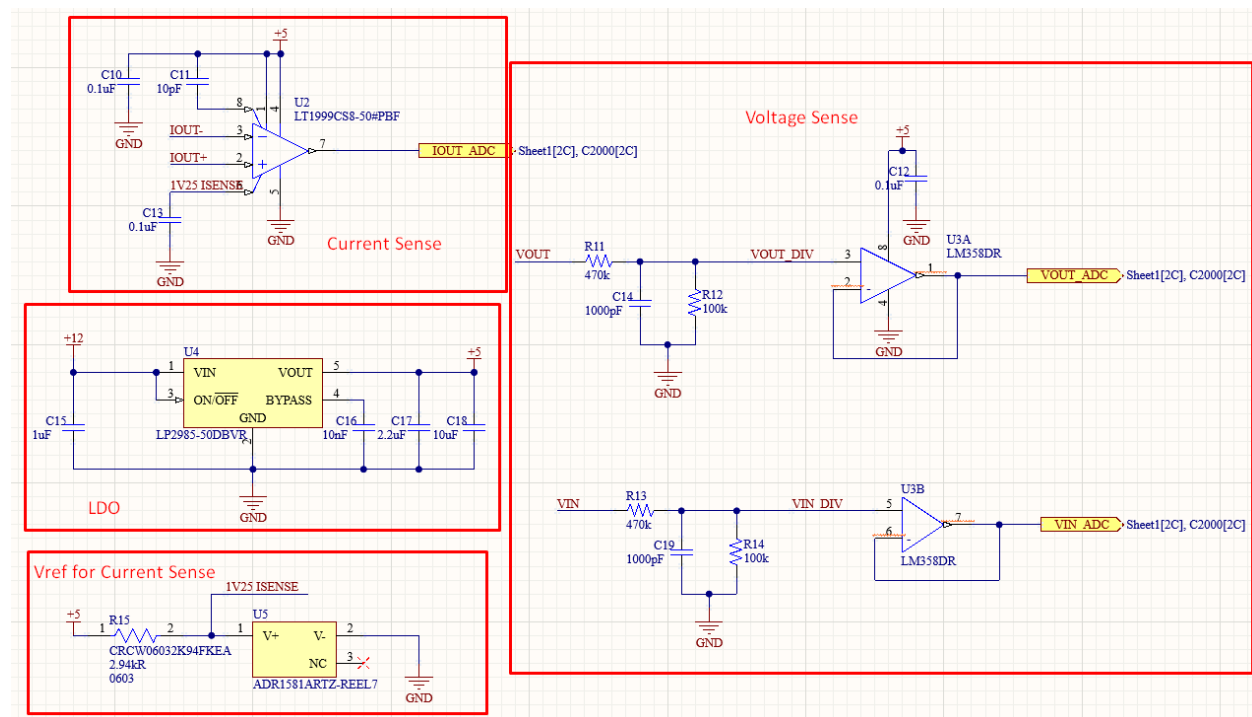 +5
C10
0.1uF
C11
10pF
GND
8
1
4
U2
LT1999CS8-50#PBF
IOUT-
3
IOUT+
2
7
IOUT_ADC
Sheet1[2C], C2000[2C]
1V25 ISENSE
5
C13
0.1uF
GND
GND
Current Sense
Voltage Sense
+5
C12
0.1uF
GND
VOUT
R11
470k
VOUT_DIV
3
8
U3A
LM358DR
1
2
4
GND
VOUT_ADC
Sheet1[2C], C2000[2C]
C14
1000pF
R12
100k
GND
+12
U4
1
VIN
VOUT
5
+5
3
ON/OFF
BYPASS
4
GND
2
LP2985-50DBVR
C15
1uF
C16
10nF
C17
2.2uF
C18
10uF
GND
LDO
VIN
R13
470k
VIN_DIV
5
U3B
7
6
LM358DR
VIN_ADC
Sheet1[2C], C2000[2C]
C19
1000pF
R14
100k
GND
Vref for Current Sense
1V25 ISENSE
+5
1
R15
2
CRCW06032K94FKEA
2.94kR
0603
U5
1
V+
V-
2
NC
3
ADR1581ARTZ-REEL7
GND